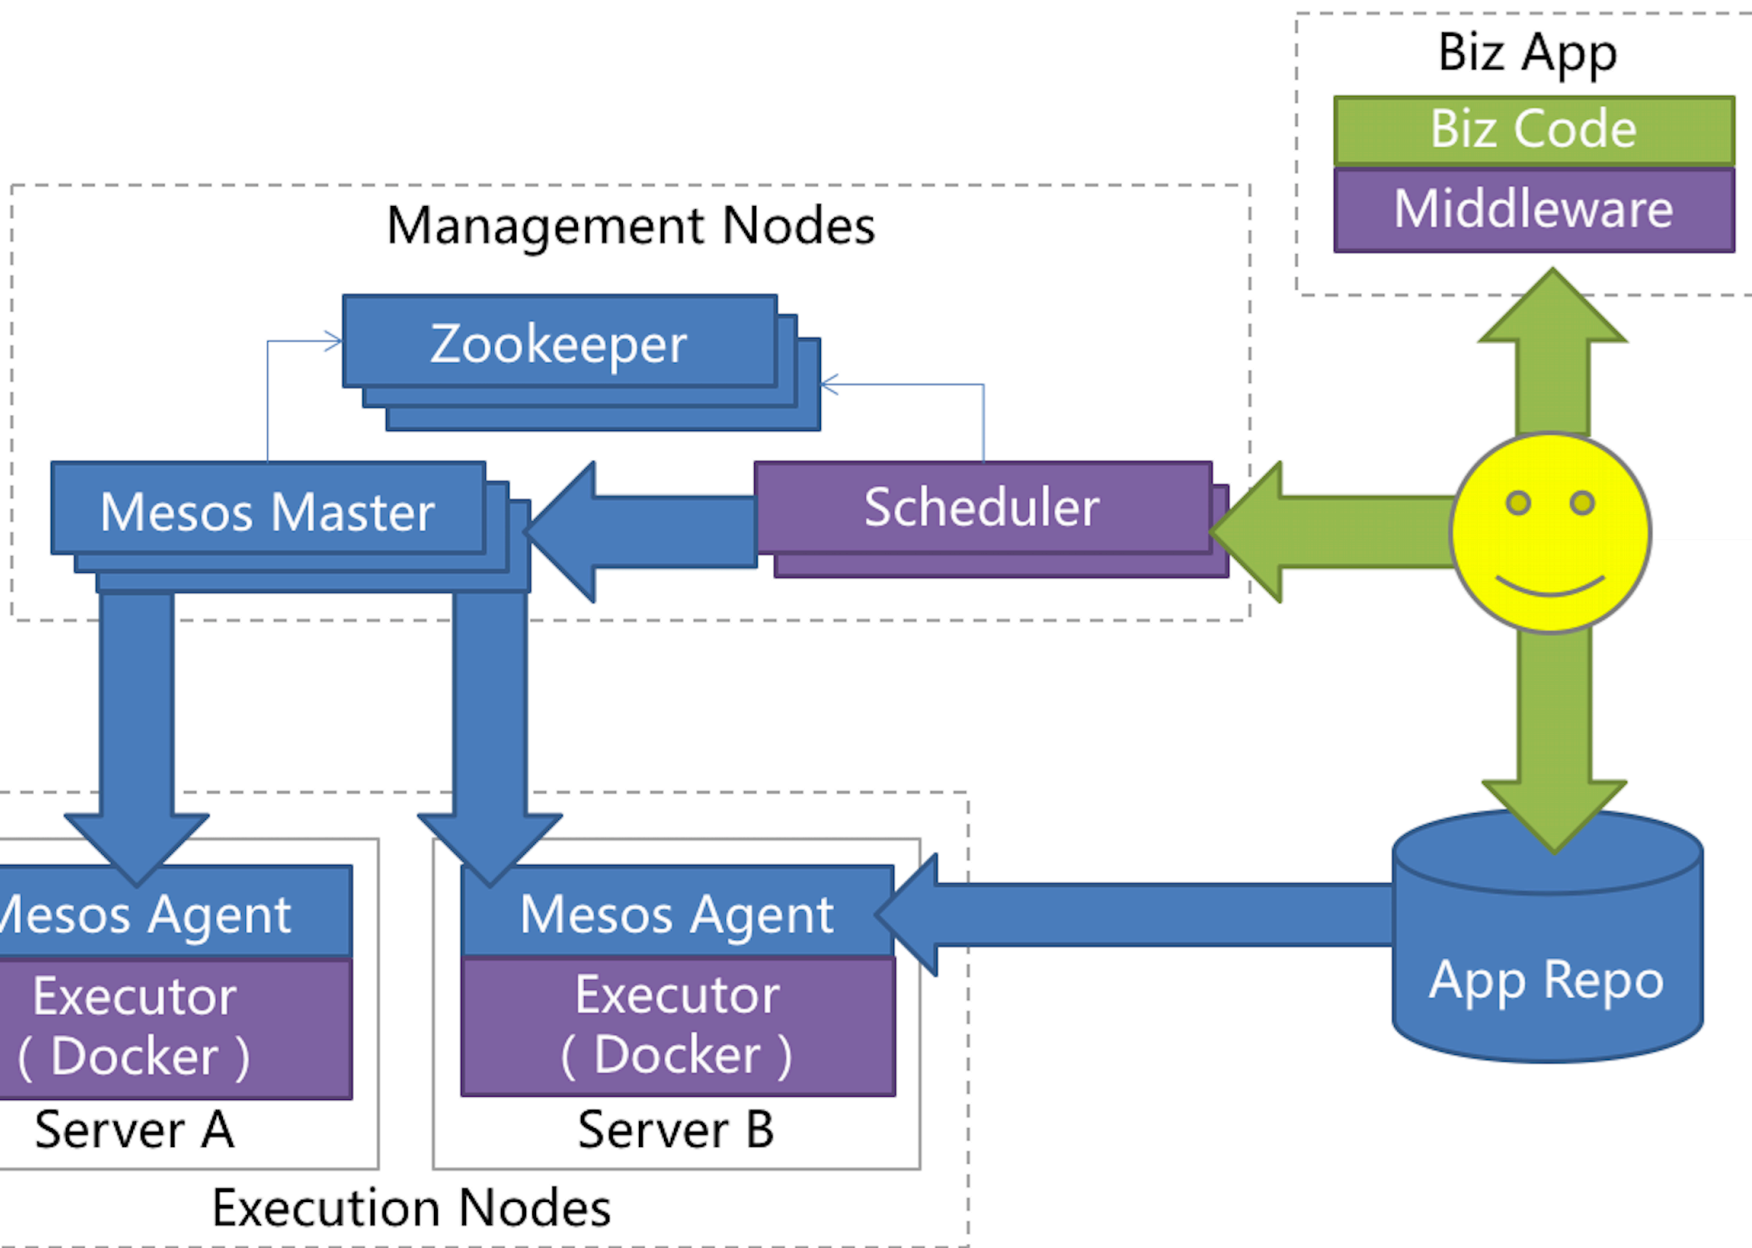 Biz App
Biz Code
Middleware
Management Nodes
Zookeeper
Mesos Master
Scheduler
Mesos Agent
Executor
( Docker )
Server A
Mesos Agent
Executor
( Docker )
Server B
App Repo
Execution Nodes